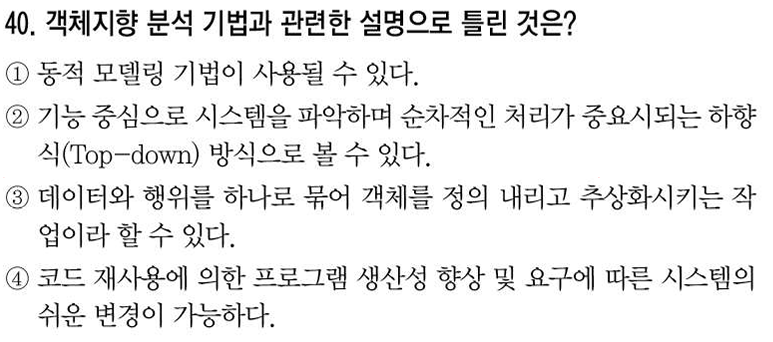 40. 객체지향 분석 기법과 관련한 설명으로 틀린 것은?
① 동적 모델링 기법이 사용될 수 있다.
② 기능 중심으로 시스템을 파악하며 순차적인 처리가 중요시되는 하향
식(Top-down) 방식으로 볼 수 있다.
③ 데이터와 행위를 하나로 묶어 객체를 정의 내리고 추상화시키는 작
업이라 할 수 있다.
④ 코드 재사용에 의한 프로그램 생산성 향상 및 요구에 따른 시스템의
쉬운 변경이 가능하다.